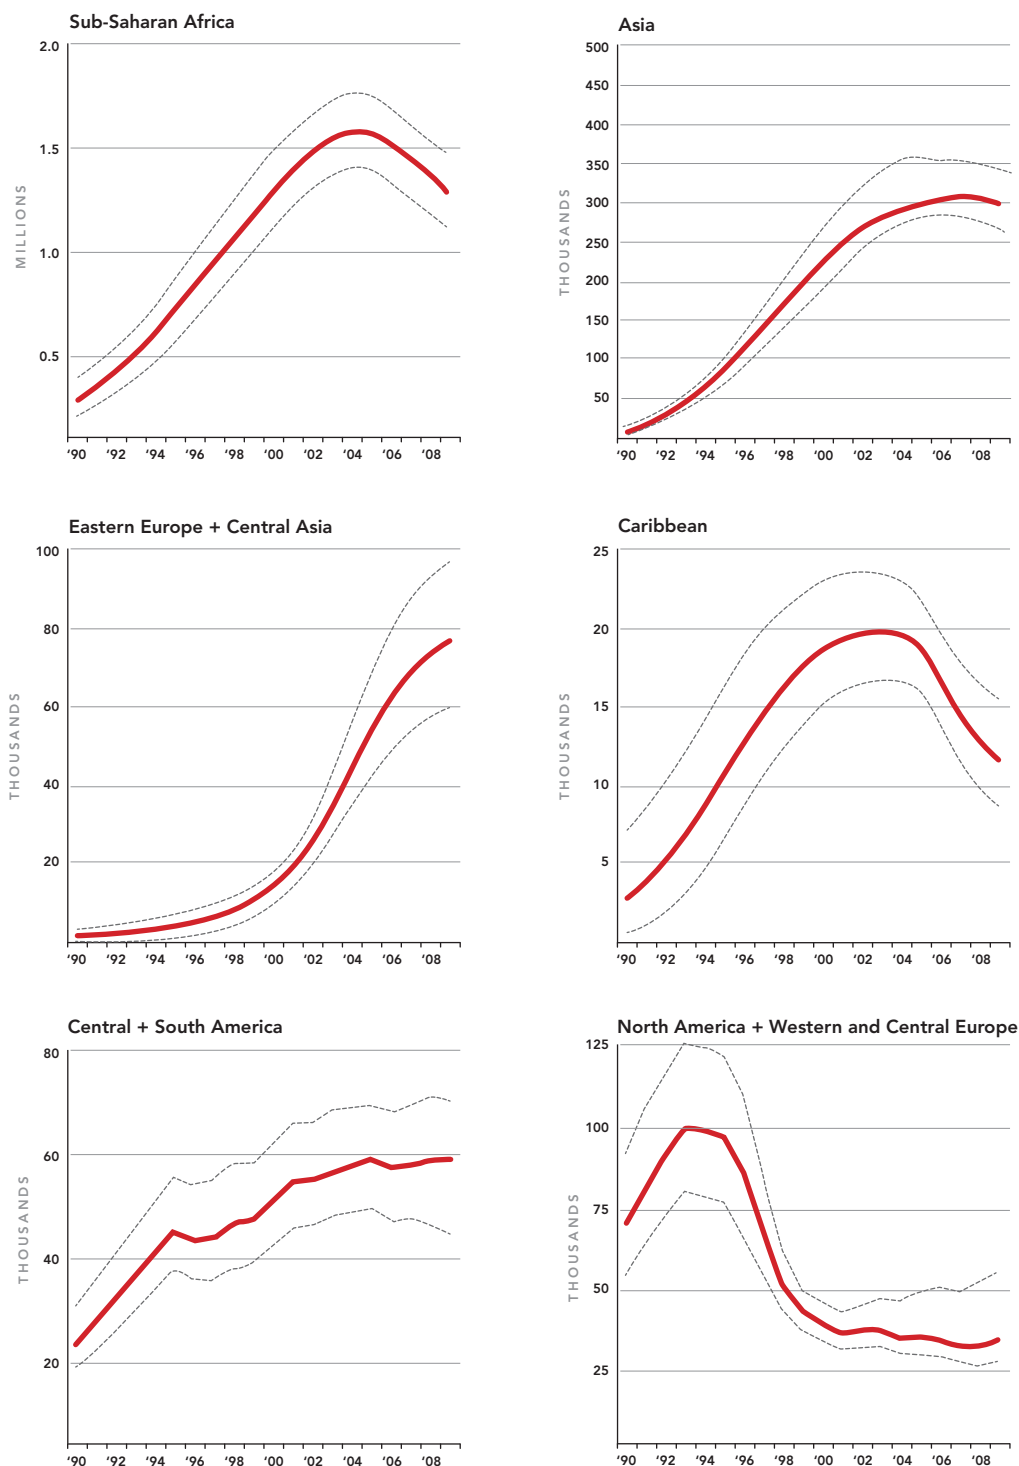 Sub-Saharan Africa
2.0
1.5
1.0
0.5
MILLIONS
‘90 ‘92 ‘94 ‘96 ‘98 ‘00 ‘02 ‘04 ‘06 ‘08
Asia
500
450
400
350
300
250
200
150
100
50
THOUSANDS
‘90 ‘92 ‘94 ‘96 ‘98 ‘00 ‘02 ‘04 ‘06 ‘08
Eastern Europe + Central Asia
100
80
60
40
20
THOUSANDS
‘90 ‘92 ‘94 ‘96 ‘98 ‘00 ‘02 ‘04 ‘06 ‘08
Caribbean
25
20
15
10
5
THOUSANDS
‘90 ‘92 ‘94 ‘96 ‘98 ‘00 ‘02 ‘04 ‘06 ‘08
Central + South America
80
60
40
20
THOUSANDS
‘90 ‘92 ‘94 ‘96 ‘98 ‘00 ‘02 ‘04 ‘06 ‘08
North America + Western and Central Europe
125
100
75
50
25
THOUSANDS
‘90 ‘92 ‘94 ‘96 ‘98 ‘00 ‘02 ‘04 ‘06 ‘08